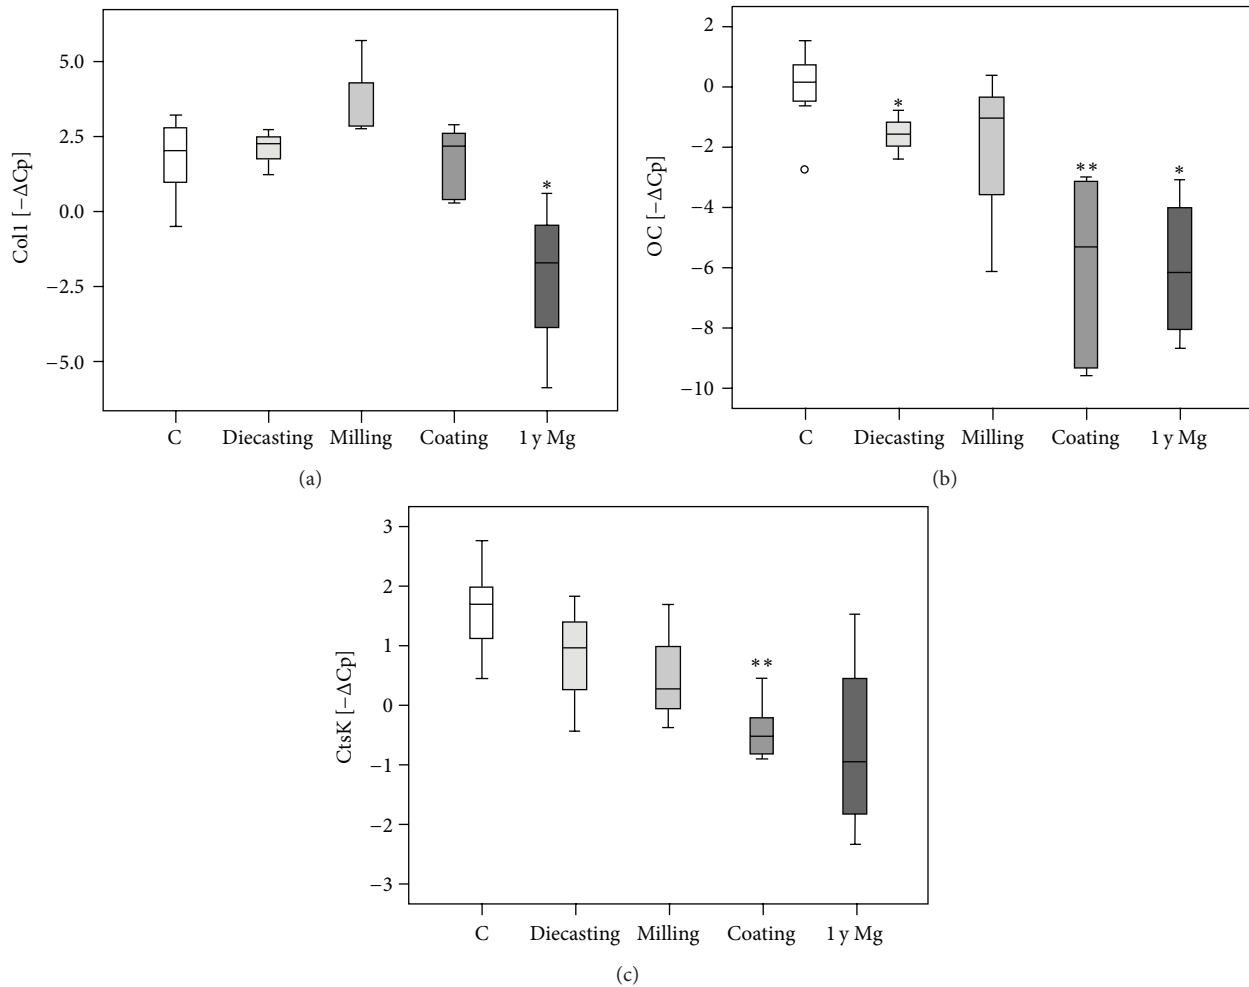 Col1 [−ΔCp]
5.0
2.5
0.0
−2.5
−5.0
*
C Diecasting Milling Coating 1 y Mg
(a)
OC [−ΔCp]
2
0
−2
−4
−6
−8
−10
*
**
*
C Diecasting Milling Coating 1 y Mg
(b)
CtsK [−ΔCp]
3
2
1
0
−1
−2
−3
**
C Diecasting Milling Coating 1 y Mg
(c)